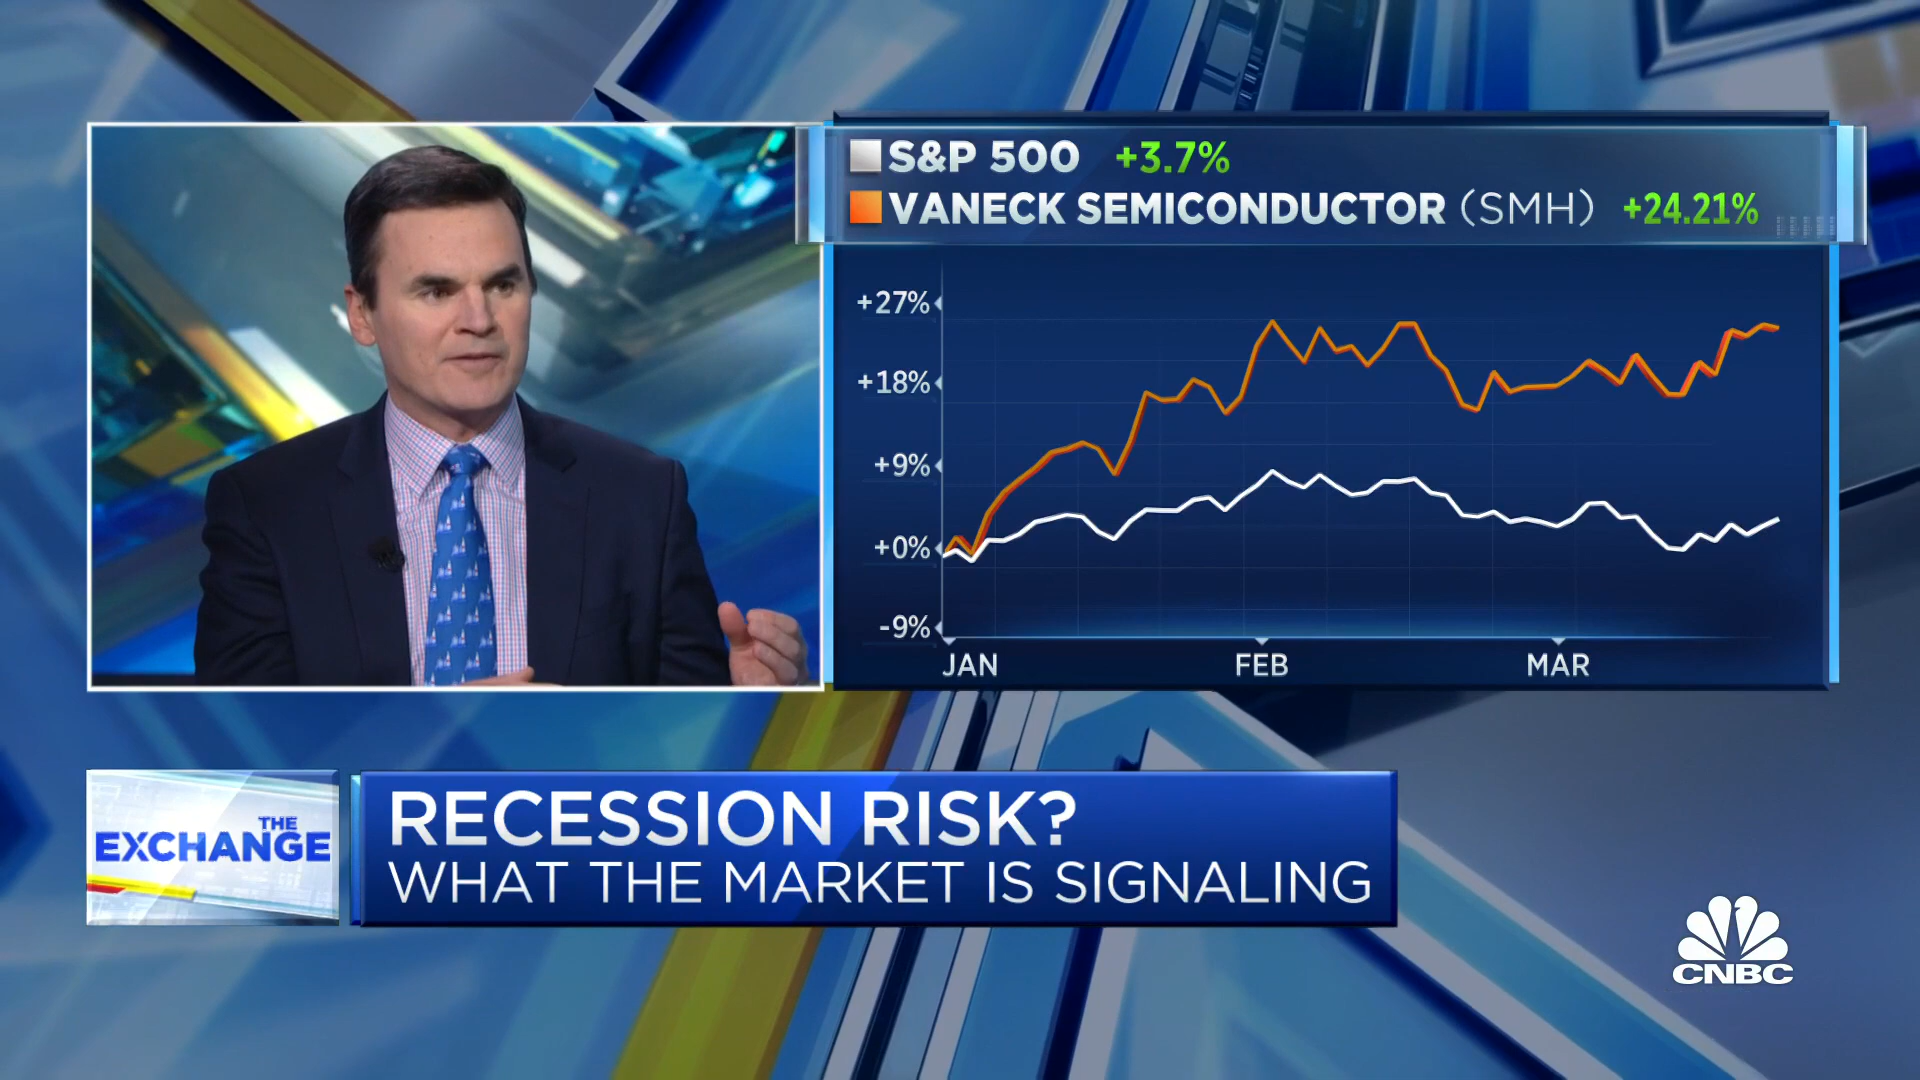 S&P 500 +3.7%
VANECK SEMICONDUCTOR (SMH) +24.21%
+27%
+18%
+9%
+0%
-9%
JAN FEB MAR
THE
EXCHANGE
RECESSION RISK?
WHAT THE MARKET IS SIGNALING
CNBC